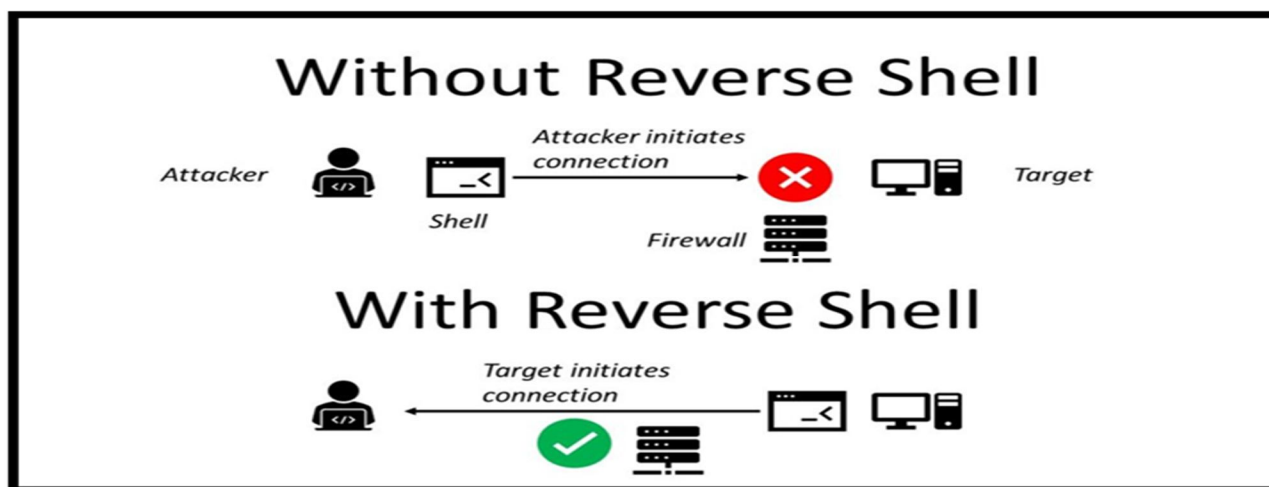 Without Reverse Shell
Attacker initiates
connection
Attacker
Target
Shell
Firewall
With Reverse Shell
Target initiates
connection